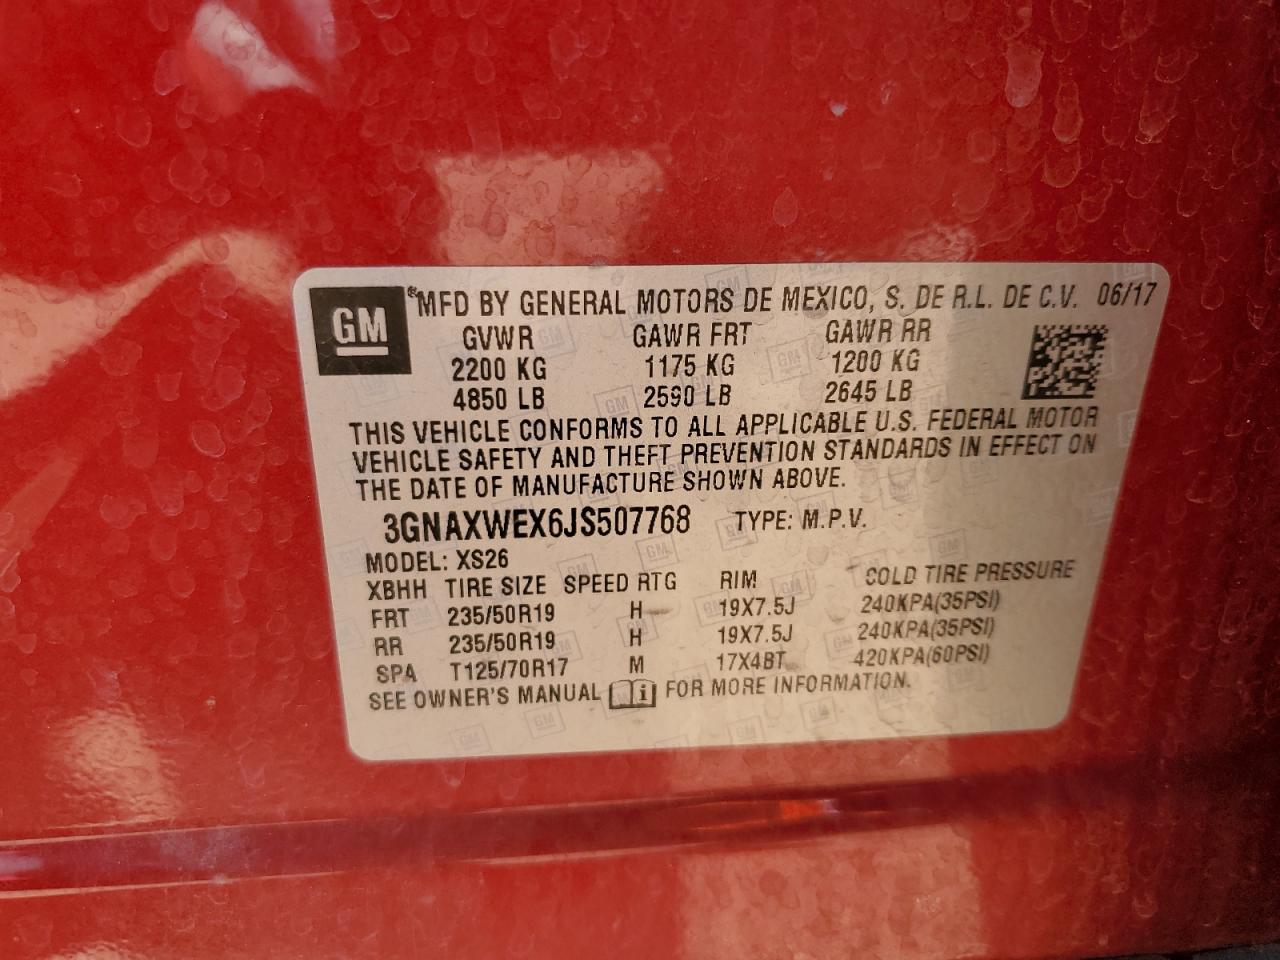 GM
MFD BY GENERAL MOTORS DE MEXICO, S. DE R.L. DE C.V. 06/17
GVWR GAWR FRT GAWR RR
2200 KG 1175 KG 1200 KG
4850 LB 2590 LB 2645 LB
THIS VEHICLE CONFORMS TO ALL APPLICABLE U.S. FEDERAL MOTOR
VEHICLE SAFETY AND THEFT PREVENTION STANDARDS IN EFFECT ON
THE DATE OF MANUFACTURE SHOWN ABOVE.
3GNAXWEX6JS507768 TYPE: M.P.V.
MODEL: XS26
XBHH TIRE SIZE SPEED RTG RIM COLD TIRE PRESSURE
FRT 235/50R19 H 19X7.5J 240KPA(35PSI)
RR 235/50R19 H 19X7.5J 240KPA(35PSI)
SPA T125/70R17 M 17X4BT 420KPA(60PSI)
SEE OWNER'S MANUAL FOR MORE INFORMATION.